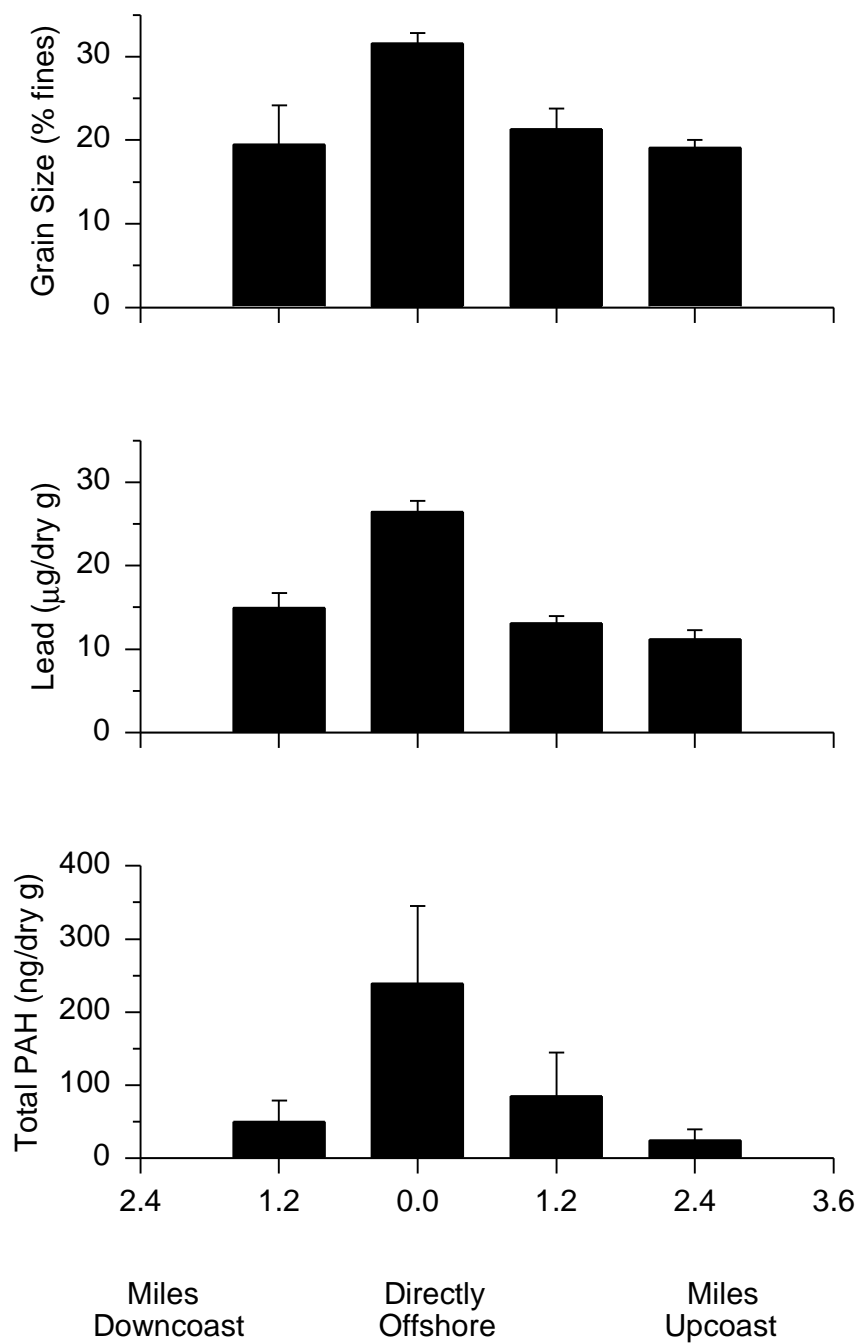 Grain Size (% fines)
30
20
10
0
Lead (μg/dry g)
30
20
10
0
Total PAH (ng/dry g)
400
300
200
100
0
2.4 1.2 0.0 1.2 2.4 3.6
Miles Downcoast
Directly Offshore
Miles Upcoast